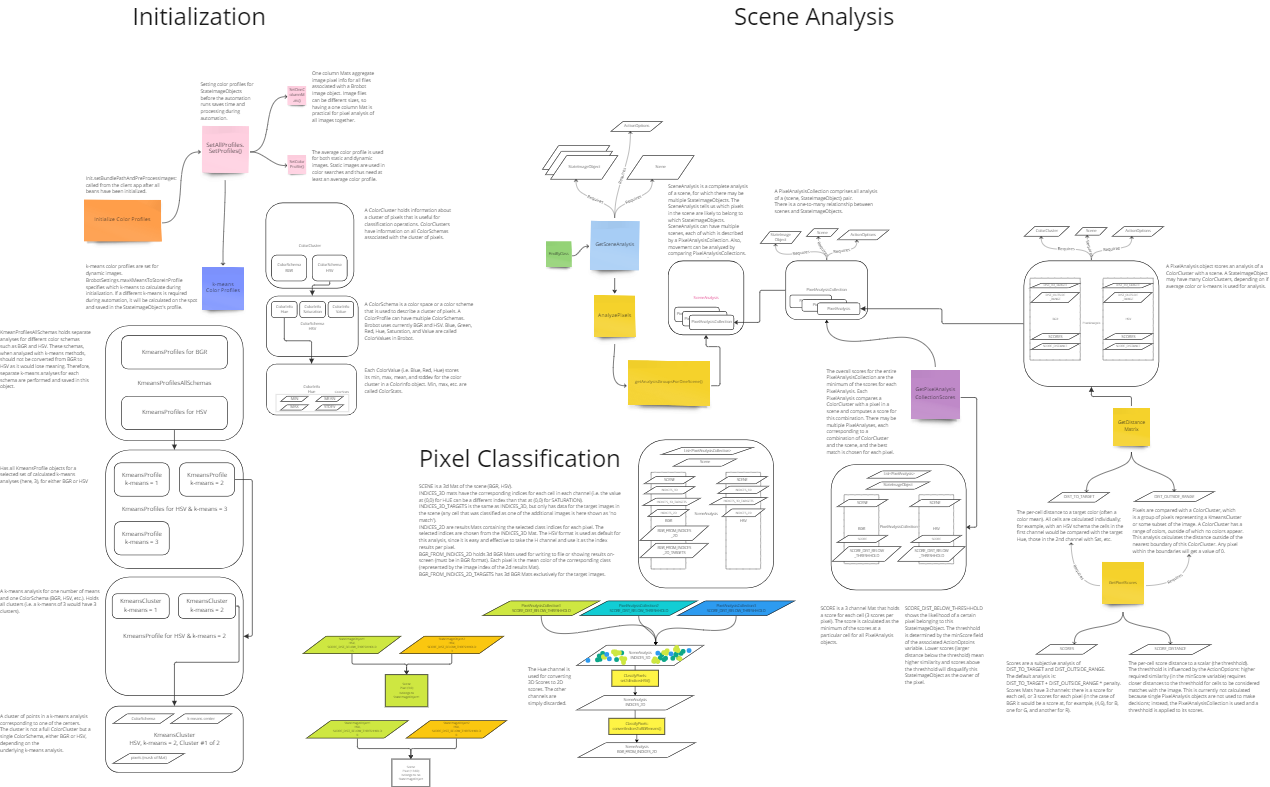 Initialization
Scene Analysis
Setting color profiles for
StateImageObjects
before the automation
runs saves time and
processing during
automation.
One column Mats aggregate
image pixel info for all files
associated with a Brobot
image object. Image files
can be different sizes, so
having a one column Mat is
practical for pixel analysis of
all images together.
SetAllProfiles.
SetProfiles()
The average color profile is used
for both static and dynamic
images. Static images are used in
color searches and thus need at
least an average color profile.
Init.setBundlePathAndPreProcessImages:
called from the client app after all
beans have been initialized.
Initialize Color Profiles
k-means color profiles are set for
dynamic images.
specifies which k-means to calculate during
initialization. If a different k-means is required
during automation, it will be calculated on the spot
and saved in the StateImageObject's profile.
k-means
Color Profiles
A ColorCluster holds information about
a cluster of pixels that is useful for
classification operations. ColorClusters
have information on all ColorSchemas
associated with the cluster of pixels.
ColorCluster
ColorSchema
BGR
ColorSchema
HSV
ColorInfo
Hue
ColorInfo
Saturation
ColorInfo
Value
ColorSchema
HSV
A ColorSchema is a color space or a color schema
that is used to describe a cluster of pixels. A
ColorProfile can have multiple ColorSchemas.
Brobot uses currently BGR and HSV. Blue, Green,
Red, Hue, Saturation, and Value are called
ColorValues in Brobot.
Each ColorValue (i.e. Blue, Red, Hue) stores
its min, max, mean, and stddev for the color
cluster in a ColorInfo object. Min, max, etc. are
called ColorStats.
ColorInfo
Hue
KmeansProfilesAllSchemas holds separate
analyses for different color schemas
such as BGR and HSV. These schemas,
when analyzed with k-means methods,
should not be converted from BGR to
HSV as it would lose meaning. Therefore,
separate k-means analyses for each
schema are performed and saved in this
object.
KmeansProfiles for BGR
KmeansProfilesAllSchemas
KmeansProfiles for HSV
Has all KmeansProfile objects for a
selected set of calculated k-means
analyses (here, 3), for either BGR or HSV
KmeansProfile
k-means = 1
KmeansProfile
k-means = 2
KmeansProfiles for HSV & k-means = 3
KmeansProfile
k-means = 3
A k-means analysis for one number of means
and one ColorSchema (BGR, HSV, etc.). Holds
all clusters (i.e. a k-means of 3 would have 3
clusters).
KmeansCluster
k-means = 1
KmeansCluster
k-means = 2
KmeansProfile for HSV & k-means = 2
A cluster of points in a k-means analysis
corresponding to one of the centers.
The cluster is not a full ColorCluster but a
single ColorSchema, either BGR or HSV,
depending on the
underlying k-means analysis.
ColorSchema
k-means center
KmeansCluster
HSV, k-means = 2, Cluster #1 of 2
ActionOptions
StateImageObject
Scene
Requires
Requires
Requires
GetSceneAnalysis
AnalyzePixels
SceneAnalysis is a complete analysis
of a scene, for which there may be
multiple StateImageObjects. The
SceneAnalysis tells us which pixels
in the scene are likely to belong to
which StateImageObjects.
SceneAnalysis can have multiple
scenes, each of which is described
by a PixelAnalysisCollection. Also,
movement can be analyzed by
comparing PixelAnalysisCollections.
SceneAnalysis
PixelAnalysisCollection
A PixelAnalysisCollection comprises all analysis
of a (scene, StateImageObject) pair.
There is a one-to-many relationship between
scenes and StateImageObjects.
StateImage
Object
Scene
ActionOptions
PixelAnalysisCollection
PixelAnalysis
ColorCluster
Scene
ActionOptions
A PixelAnalysis object stores an analysis of a
ColorCluster with a scene. A StateImageObject
may have many ColorClusters, depending on if
average color or k-means is used for analysis.
The overall scores for the entire
PixelAnalysisCollection are the
minimum of the scores for each
PixelAnalysis. Each
PixelAnalysis compares a
ColorCluster with a pixel in a
scene and computes a score for
this combination. There may be
multiple PixelAnalyses, each
corresponding to a
combination of ColorCluster
and the scene, and the best
match is chosen for each pixel.
GetPixelAnalysis
CollectionScores
GetDistance
Matrix
DIST_TO_TARGET
DIST_OUTSIDE_RANGE
The per-cell distance to a target color (often a
color mean). All cells are calculated individually;
for example, with an HSV schema the cells in the
first channel would be compared with the target
Hue, those in the 2nd channel with Sat, etc.
Pixels are compared with a ColorCluster, which
is a group of pixels representing a KmeansCluster
or some subset of the image. A ColorCluster has a
range of colors, outside of which no colors appear.
This analysis calculates the distance outside of the
nearest boundary of this ColorCluster. Any pixel
within the boundaries will get a value of 0.
GetPixelScores
SCORES
SCORE_DISTANCE
Scores are a subjective analysis of
DIST_TO_TARGET and DIST_OUTSIDE_RANGE.
The default analysis is:
DIST_TO_TARGET + DIST_OUTSIDE_RANGE * penalty.
Scores Mats have 3 channels: there is a score for
each cell, or 3 scores for each pixel (in the case of
BGR it would be a score at, for example, (4,6), for B,
one for G, and another for R).
The per-cell score distance to a scalar (the threshold).
The threshold is influenced by the ActionOptions: higher
required similarity (in the minScore variable) requires
closer distances to the threshold for cells to be considered
matches with the image. This is currently not calculated
because single PixelAnalysis objects are not used to make
decisions; instead, the PixelAnalysisCollection is used and a
threshold is applied to its scores.
Pixel Classification
SCENE is a 3d Mat of the scene (BGR, HSV).
INDICES_3D mats have the corresponding indices for each cell in each channel (i.e. the value
at (0,0) for HUE can be a different index then that at (0,0) for SATURATION).
INDICES_3D_TARGETS is the same as INDICES_3D, but only has data for the target images in
the scene (any cell that was classified as one of the additional images is here shown as "no
match").
INDICES_2D are results Mats containing the selected class indices for each pixel. The
selected indices are chosen from the INDICES_3D Mat. The HSV format is used as default for
this analysis, since it is easy and effective to take the H channel and use it as the index
results per pixel.
BGR_FROM_INDICES_2D holds 3d BGR Mats used for writing to file or showing results on-
screen (must be in BGR format). Each pixel is the mean color of the corresponding class
(represented by the image index of the 2d results Mat).
BGR_FROM_INDICES_2D_TARGETS has 3d BGR Mats exclusively for the target images.
SCORE is a 3 channel Mat that holds
a score for each cell (3 scores per
pixel). The score is calculated as the
minimum of the scores at a
particular cell for all PixelAnalysis
objects.
SCORE_DIST_BELOW_THRESHHOLD
shows the likelihood of a certain
pixel belonging to this
StateImageObject. The threshhold
is determined by the minScore field
of the associated ActionOptoins
variable. Lower scores (larger
distance below the threshold) mean
higher similarity and scores above
the threshhold will disqualify this
StateImageObject as the owner of
the pixel.
The Hue channel is
used for converting
3D Scores to 2D
scores. The other
channels are
simply discarded.
SceneAnalysis
INDICES_3D
SceneAnalysis
INDICES_2D
SceneAnalysis
BGR_FROM_INDICES_2D